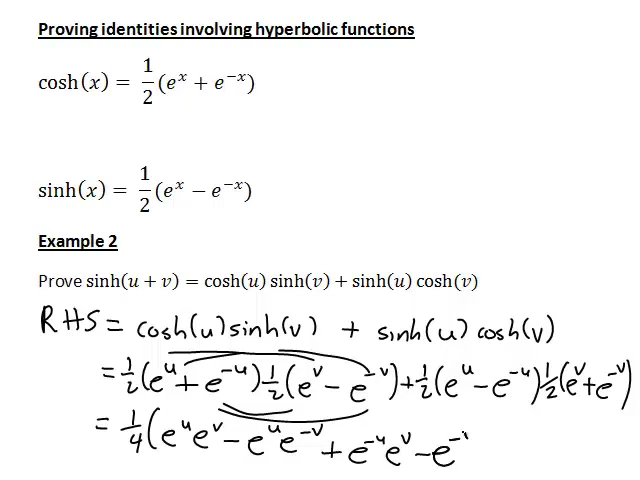 Proving identities involving hyperbolic functions
cosh(x) = 1/2 (e^x + e^{-x})
sinh(x) = 1/2 (e^x − e^{-x})
Example 2
Prove sinh(u + v) = cosh(u) sinh(v) + sinh(u) cosh(v)
RHS = cosh(u) sinh(v) + sinh(u) cosh(v)
= 1/2 (e^u + e^{-u}) 1/2 (e^v − e^{-v}) + 1/2 (e^u − e^{-u}) 1/2 (e^v + e^{-v})
= 1/4 (e^u e^v − e^u e^{-v} + e^{-u} e^v − e^-